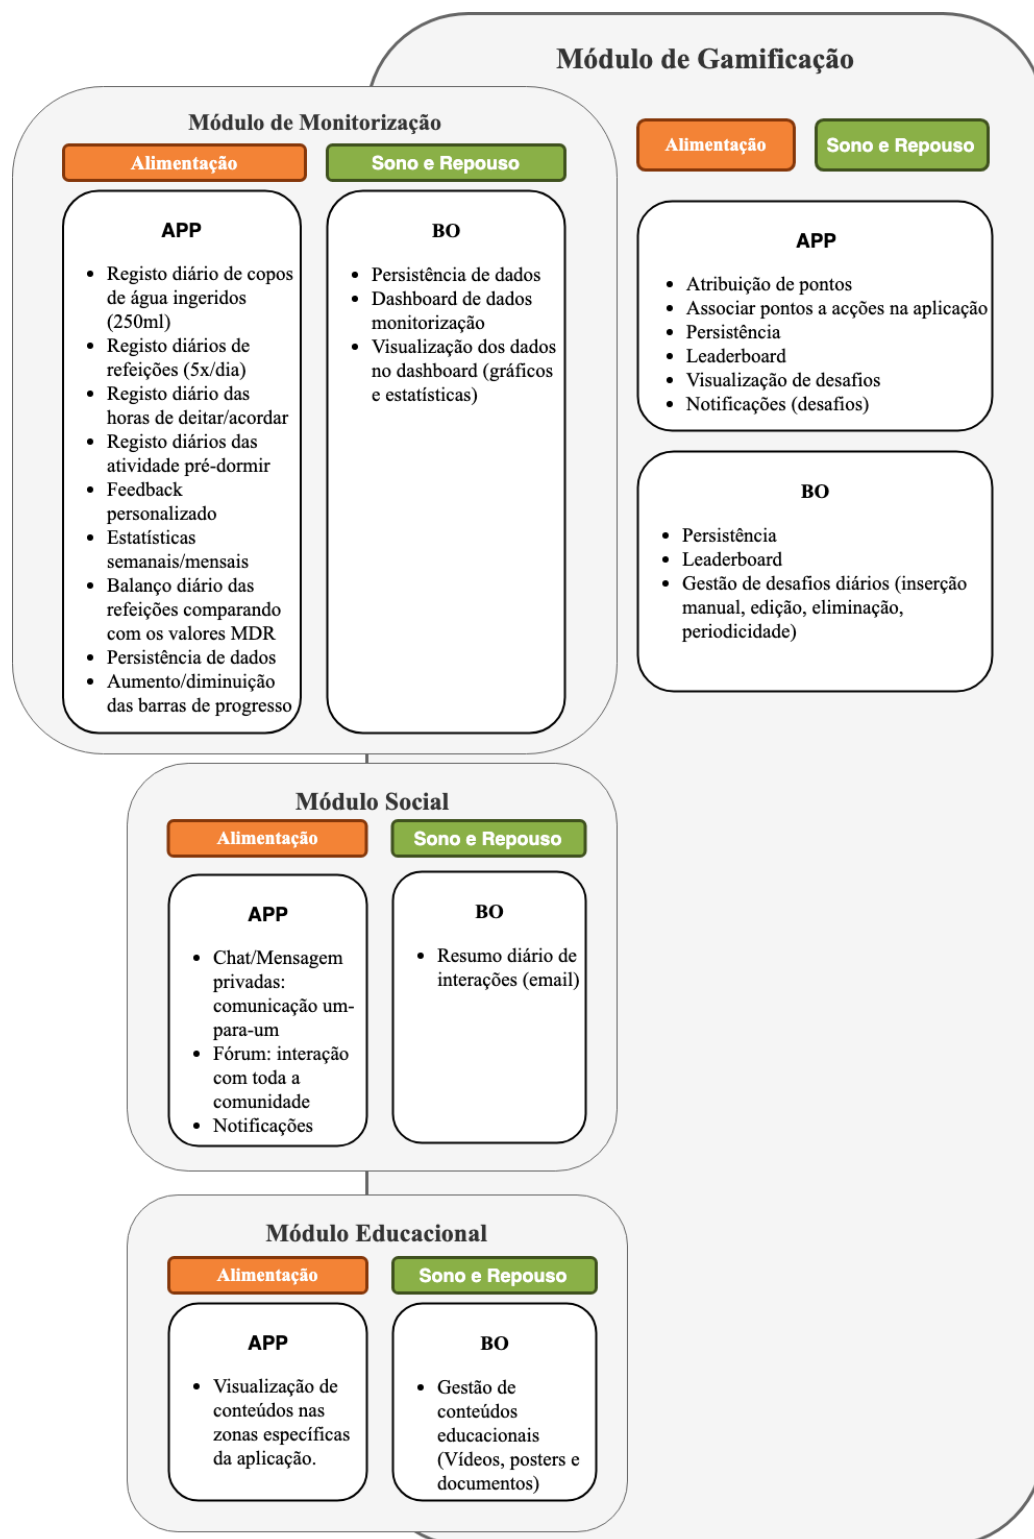 Módulo de Gamificação
Alimentação
Sono e Repouso
APP
• Atribuição de pontos
• Associar pontos a acções na aplicação
• Persistência
• Leaderboard
• Visualização de desafios
• Notificações (desafios)
BO
• Persistência
• Leaderboard
• Gestão de desafios diários (inserção
manual, edição, eliminação,
periodicidade)
Módulo de Monitorização
Alimentação
Sono e Repouso
APP
• Registo diário de copos
de água ingeridos
(250ml)
• Registo diários de
refeições (5x/dia)
• Registo diário das
horas de deitar/acordar
• Registo diários das
atividade pré-dormir
• Feedback
personalizado
• Estatísticas
semanais/mensais
• Balanço diário das
refeições comparando
com os valores MDR
• Persistência de dados
• Aumento/diminuição
das barras de progresso
BO
• Persistência de dados
• Dashboard de dados
monitorização
• Visualização dos dados
no dashboard (gráficos
e estatísticas)
Módulo Social
Alimentação
Sono e Repouso
APP
• Chat/Mensagem
privadas:
comunicação um-
para-um
• Fórum: interação
com toda a
comunidade
• Notificações
BO
• Resumo diário de
interações (email)
Módulo Educacional
Alimentação
Sono e Repouso
APP
• Visualização de
conteúdos nas
zonas específicas
da aplicação.
BO
• Gestão de
conteúdos
educacionais
(Vídeos, posters e
documentos)